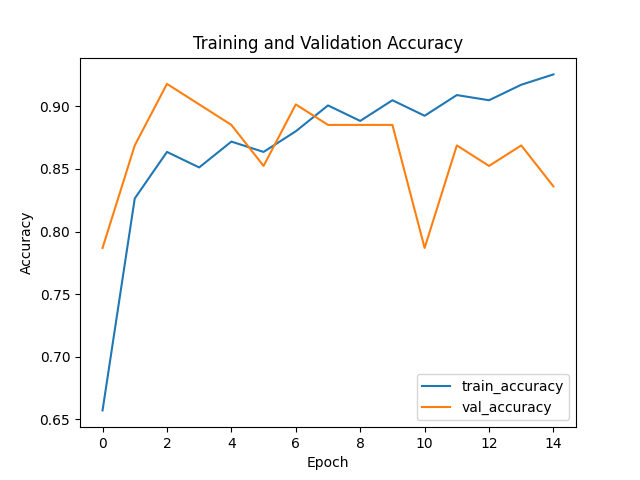 Training and Validation Accuracy
Accuracy
0.90
0.85
0.80
0.75
0.70
0.65
train_accuracy
val_accuracy
0 2 4 6 8 10 12 14
Epoch